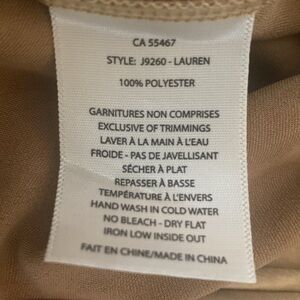 CA 55467
STYLE: J9260 - LAUREN
100% POLYESTER
GARNITURES NON COMPRISES
EXCLUSIVE OF TRIMMINGS
LAVER À LA MAIN À L'EAU
FROIDE - PAS DE JAVELLISANT
SÉCHER À PLAT
REPASSER À BASSE
TEMPÉRATURE À L'ENVERS
HAND WASH IN COLD WATER
NO BLEACH - DRY FLAT
IRON LOW INSIDE OUT
FAIT EN CHINE/MADE IN CHINA